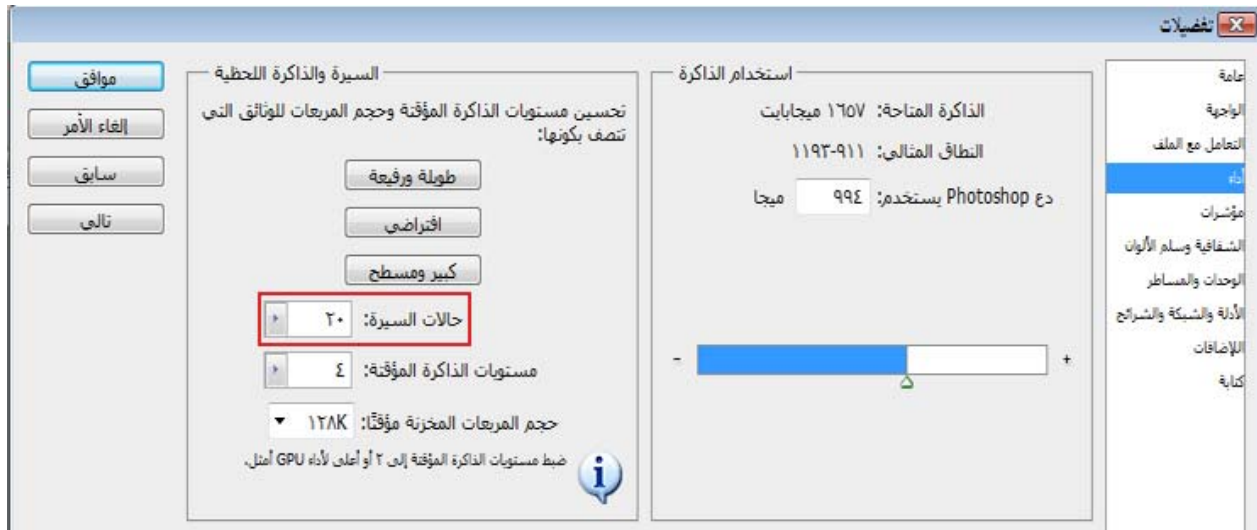 تفضيلات
عامة
الواجهة
التعامل مع الملف
أداء
مؤشرات
الشفافية وسلم الألوان
الوحدات والمساطر
الأدلة والشبكة والشرائح
اللإضافات
كتابة
استخدام الذاكرة
الذاكرة المتاحة: ١٦٥٧ ميجابايت
النطاق المثالي: ٩١١-١١٩٣
دع Photoshop يستخدم: ٩٩٤ ميجا
+ -
السيرة والذاكرة اللحظية
تحسين مستويات الذاكرة المؤقتة وحجم المربعات للوثائق التي
تتصف بكونها:
طويلة ورفيعة
افتراضي
كبير ومسطح
حالات السيرة: ٢٠
مستويات الذاكرة المؤقتة: ٤
حجم المربعات المخزنة مؤقتًا: ١٢٨K
ضبط مستويات الذاكرة المؤقتة إلى ٢ أو أعلى لأداء GPU أمثل.
موافق
إلغاء الأمر
سابق
تالي